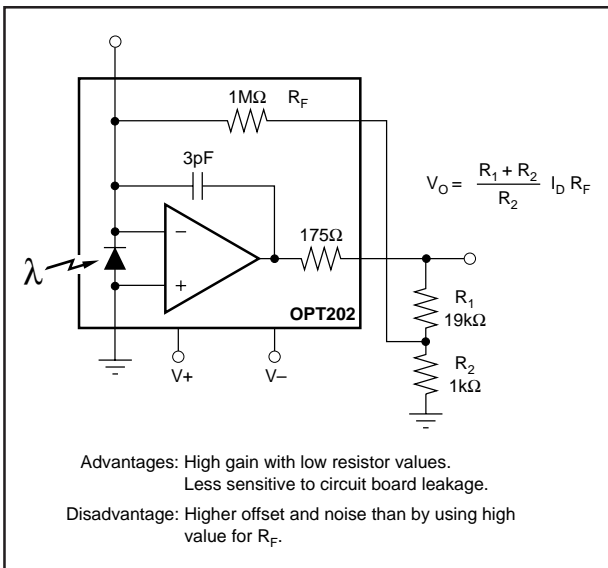 1MΩ R_F
3pF
V_O = (R_1 + R_2) / R_2 I_D R_F
175Ω
λ
−
+
OPT202
R_1
19kΩ
R_2
1kΩ
V+
V–
Advantages: High gain with low resistor values.
Less sensitive to circuit board leakage.
Disadvantage: Higher offset and noise than by using high
value for R_F.